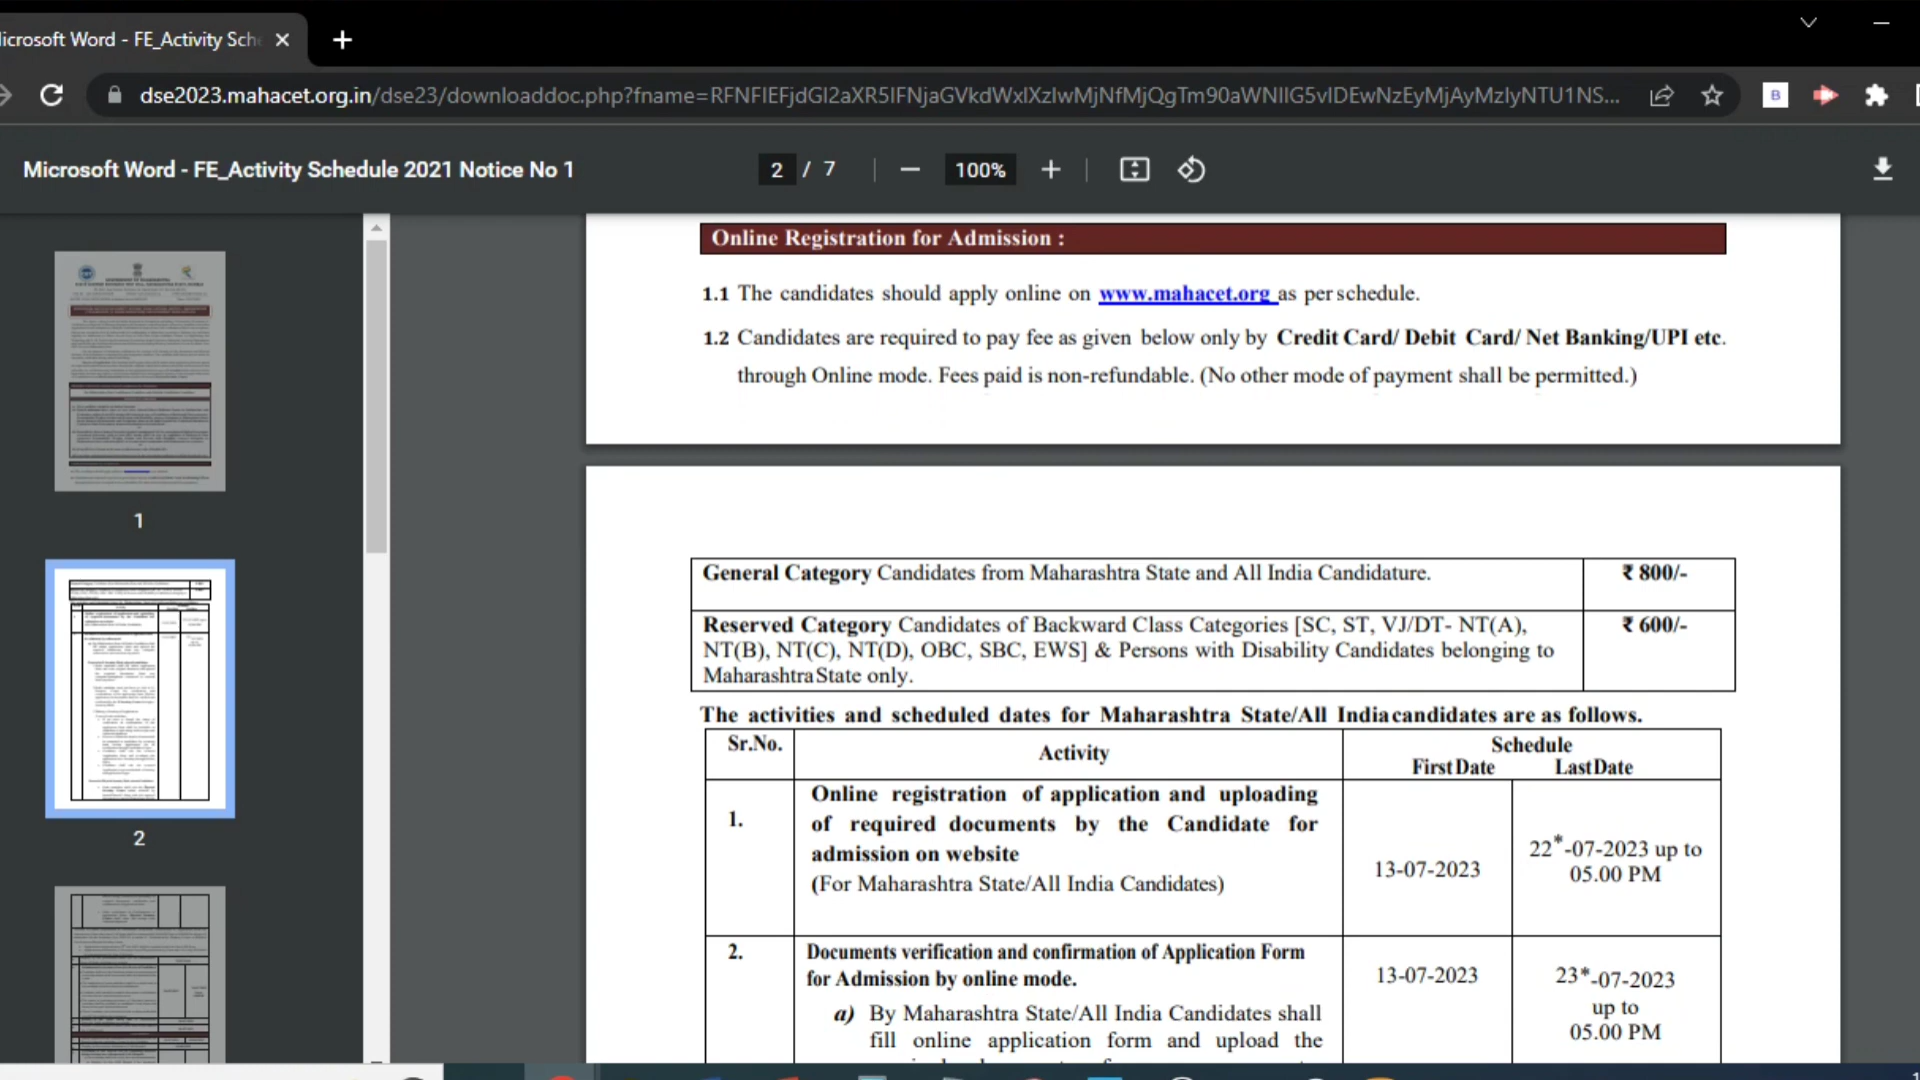 icrosoft Word - FE_Activity Sch
dse2023.mahacet.org.in/dse23/downloaddoc.php?fname=RFNFIEFjdGl2aXR5IFNjaGVkdWxlXzIwMjNfMjQgTm90aWNlIG5vIDEwNzEyMjAyMzIyNTU1NS...
B
Microsoft Word - FE_Activity Schedule 2021 Notice No 1
2 / 7
100%
Online Registration for Admission :
1.1 The candidates should apply online on www.mahacet.org as per schedule.
1.2 Candidates are required to pay fee as given below only by Credit Card/ Debit Card/ Net Banking/UPI etc.
through Online mode. Fees paid is non-refundable. (No other mode of payment shall be permitted.)
1
2
General Category Candidates from Maharashtra State and All India Candidature.
₹ 800/-
Reserved Category Candidates of Backward Class Categories [SC, ST, VJ/DT- NT(A),
NT(B), NT(C), NT(D), OBC, SBC, EWS] & Persons with Disability Candidates belonging to
Maharashtra State only.
₹ 600/-
The activities and scheduled dates for Maharashtra State/All India candidates are as follows.
Sr.No.
Activity
Schedule
First Date
Last Date
1.
Online registration of application and uploading
of required documents by the Candidate for
admission on website
(For Maharashtra State/All India Candidates)
13-07-2023
22*-07-2023 up to
05.00 PM
2.
Documents verification and confirmation of Application Form
for Admission by online mode.
a) By Maharashtra State/All India Candidates shall
fill online application form and upload the
13-07-2023
23*-07-2023
up to
05.00 PM